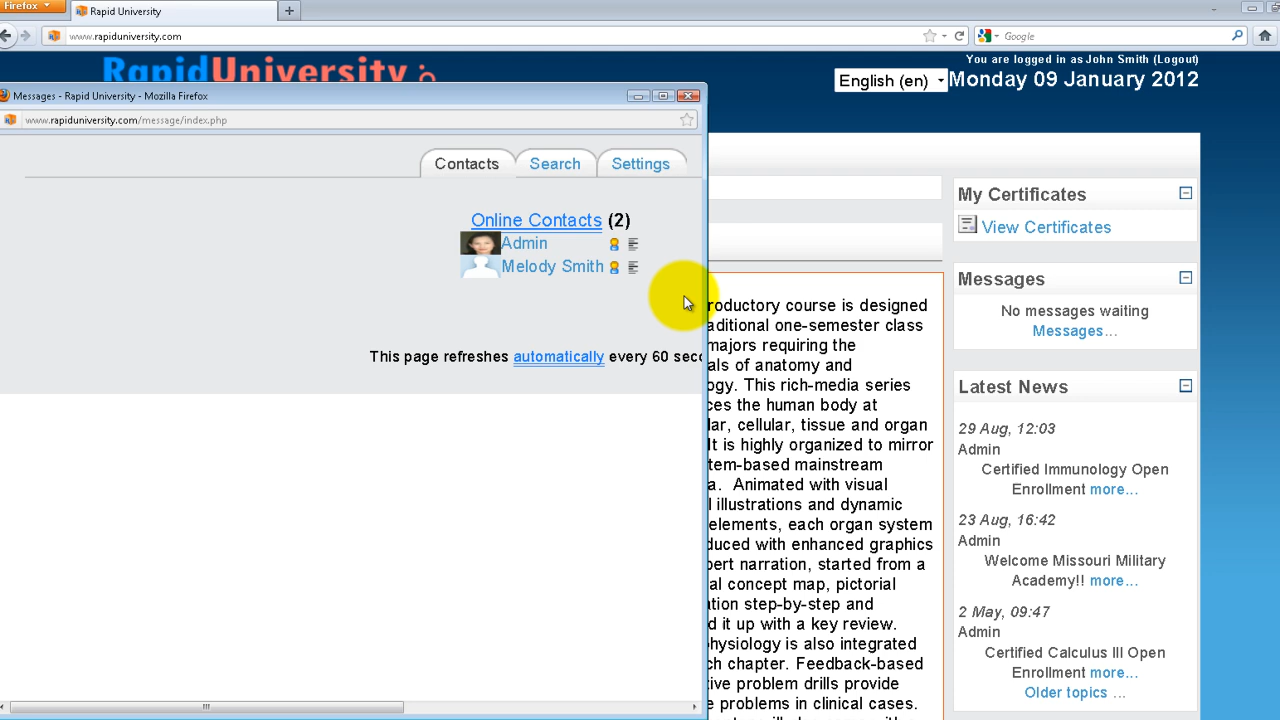 Firefox
Rapid University
www.rapiduniversity.com
Google
RapidUniversity
You are logged in as John Smith (Logout)
English (en)
Monday 09 January 2012
Messages - Rapid University - Mozilla Firefox
www.rapiduniversity.com/message/index.php
Contacts
Search
Settings
Online Contacts (2)
Admin
Melody Smith
This page refreshes automatically every 60 seco
roductory course is designed
aditional one-semester class
majors requiring the
als of anatomy and
ogy. This rich-media series
ces the human body at
lar, cellular, tissue and organ
It is highly organized to mirror
tem-based mainstream
a. Animated with visual
l illustrations and dynamic
elements, each organ system
duced with enhanced graphics
pert narration, started from a
al concept map, pictorial
ation step-by-step and
d it up with a key review.
hysiology is also integrated
ch chapter. Feedback-based
tive problem drills provide
e problems in clinical cases.
My Certificates
View Certificates
Messages
No messages waiting
Messages...
Latest News
29 Aug, 12:03
Admin
Certified Immunology Open
Enrollment more...
23 Aug, 16:42
Admin
Welcome Missouri Military
Academy!! more...
2 May, 09:47
Admin
Certified Calculus III Open
Enrollment more...
Older topics ...